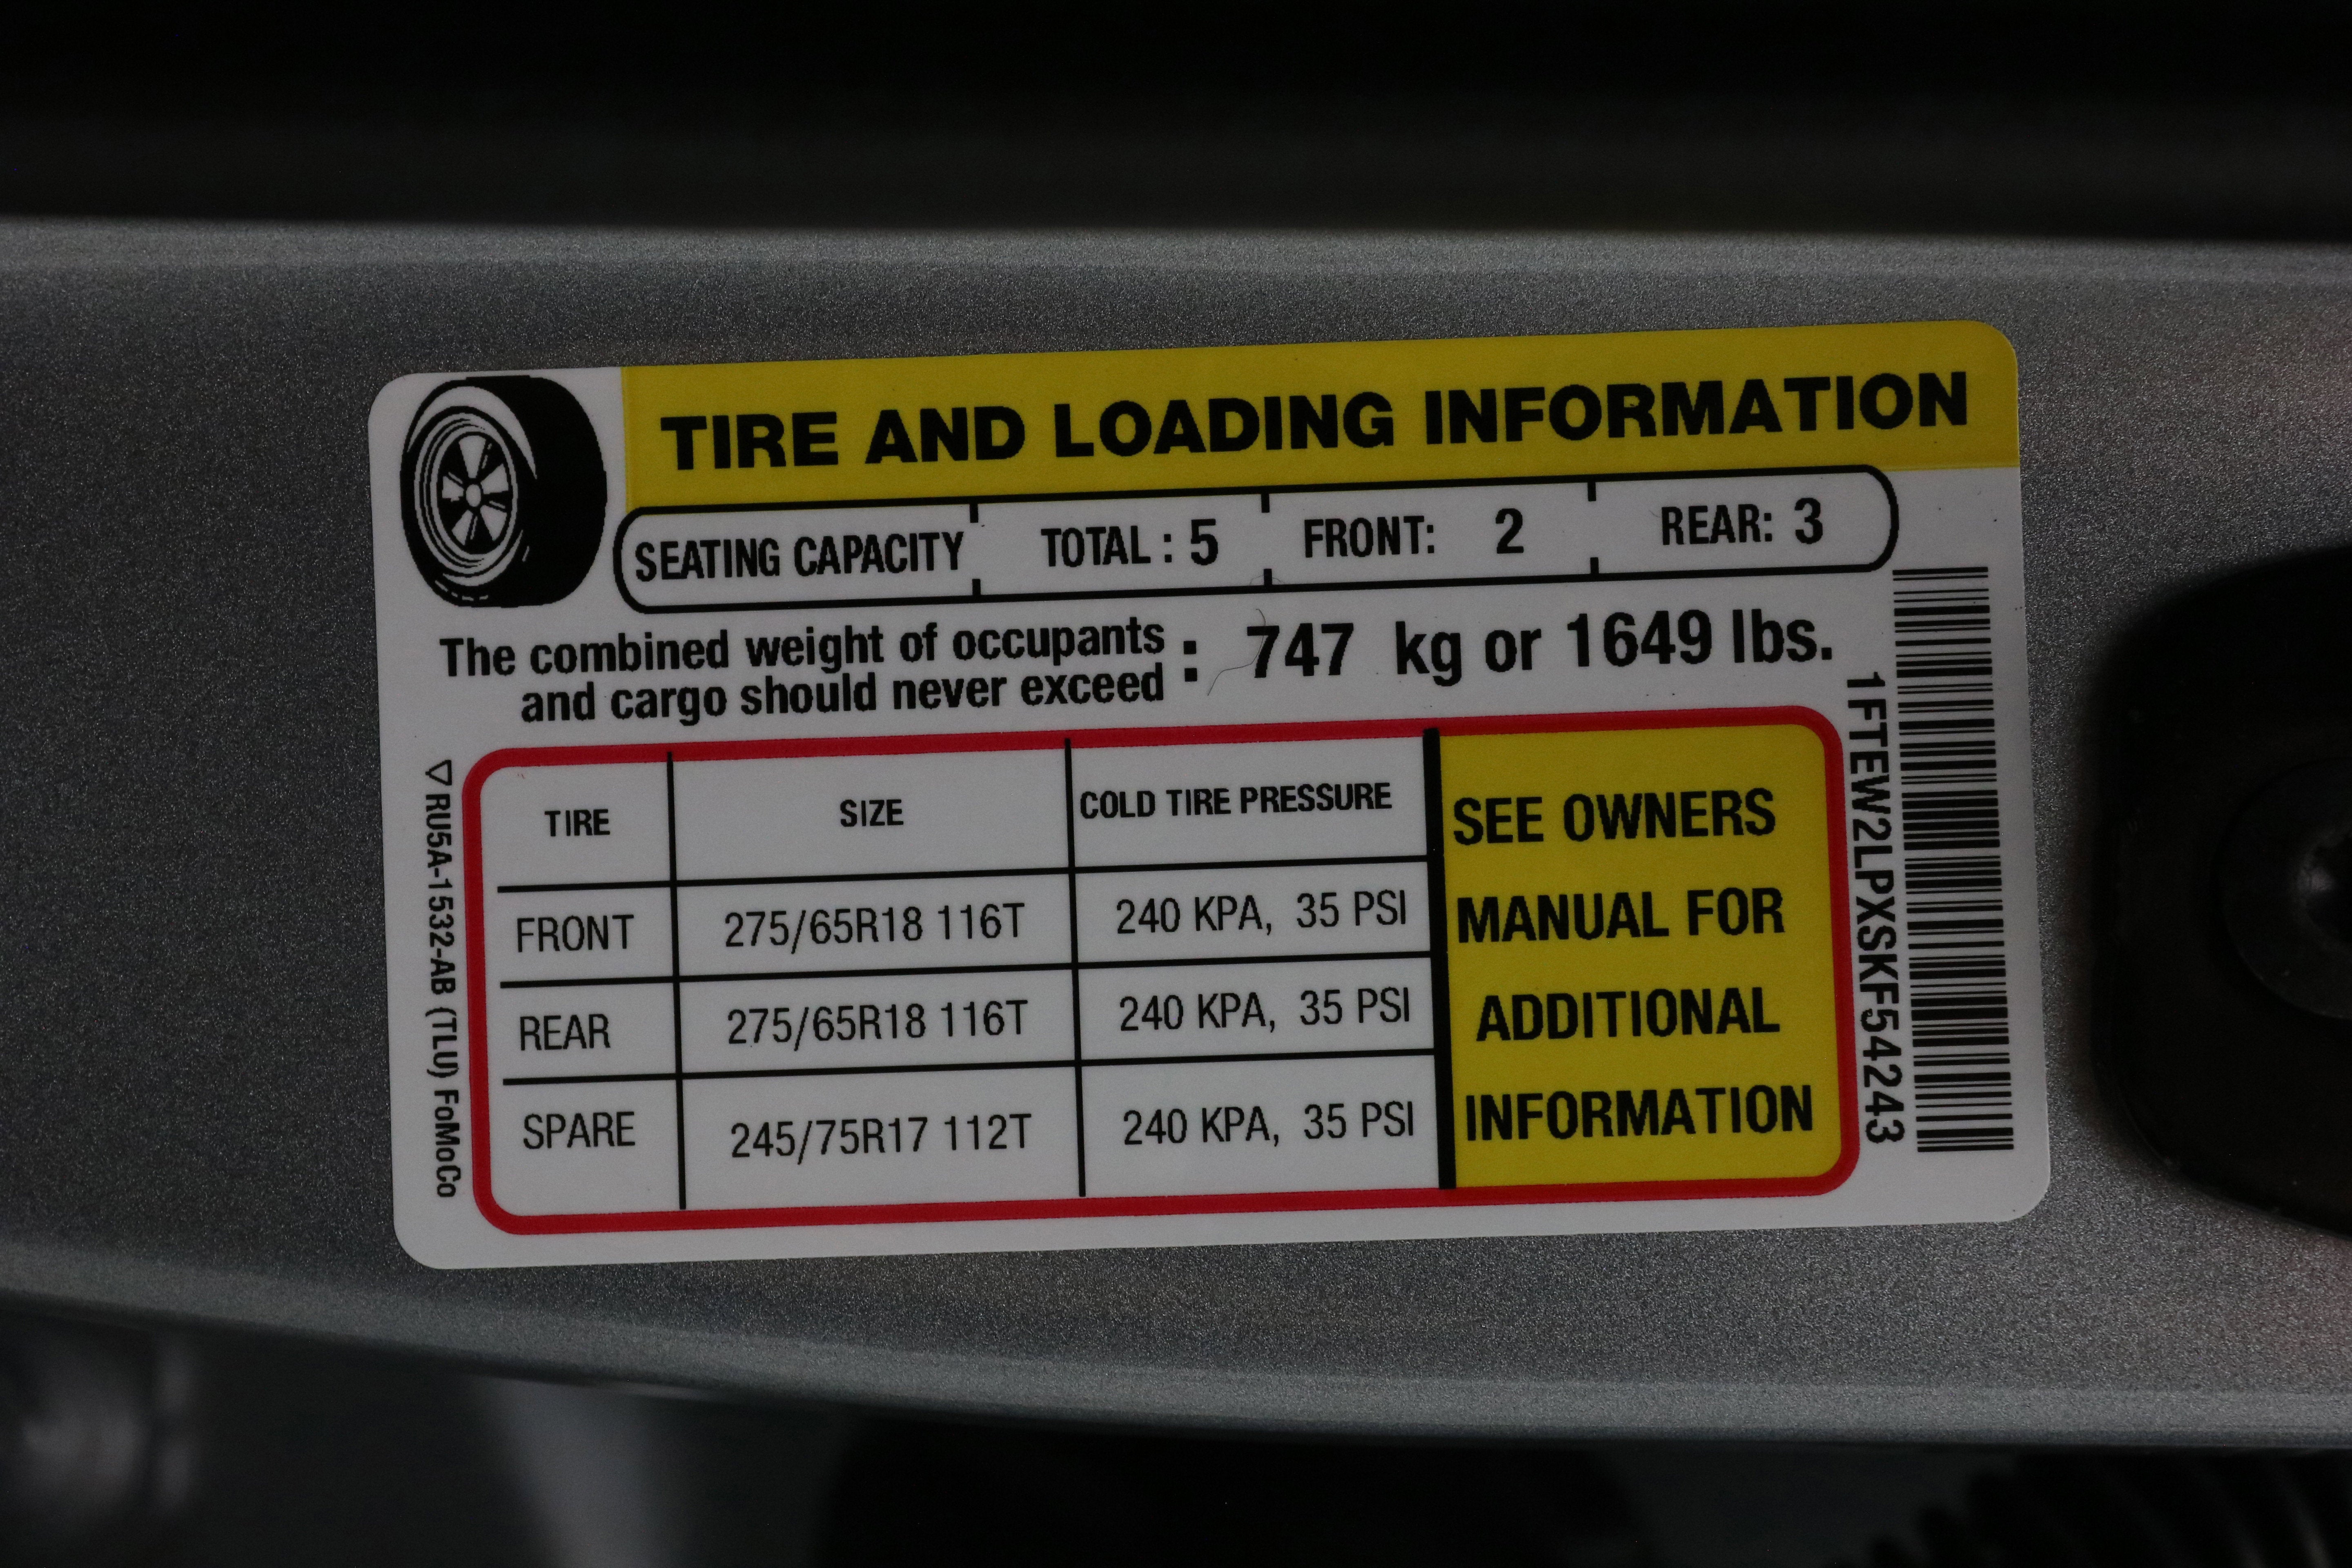 TIRE AND LOADING INFORMATION
SEATING CAPACITY TOTAL : 5 FRONT: 2 REAR: 3
The combined weight of occupants
and cargo should never exceed : 747 kg or 1649 lbs.
TIRE SIZE COLD TIRE PRESSURE
FRONT 275/65R18 116T 240 KPA, 35 PSI
REAR 275/65R18 116T 240 KPA, 35 PSI
SPARE 245/75R17 112T 240 KPA, 35 PSI
SEE OWNERS
MANUAL FOR
ADDITIONAL
INFORMATION
1FTEW2LPXSKF54243
RU5A-1532-AB (TLU) FoMoCo